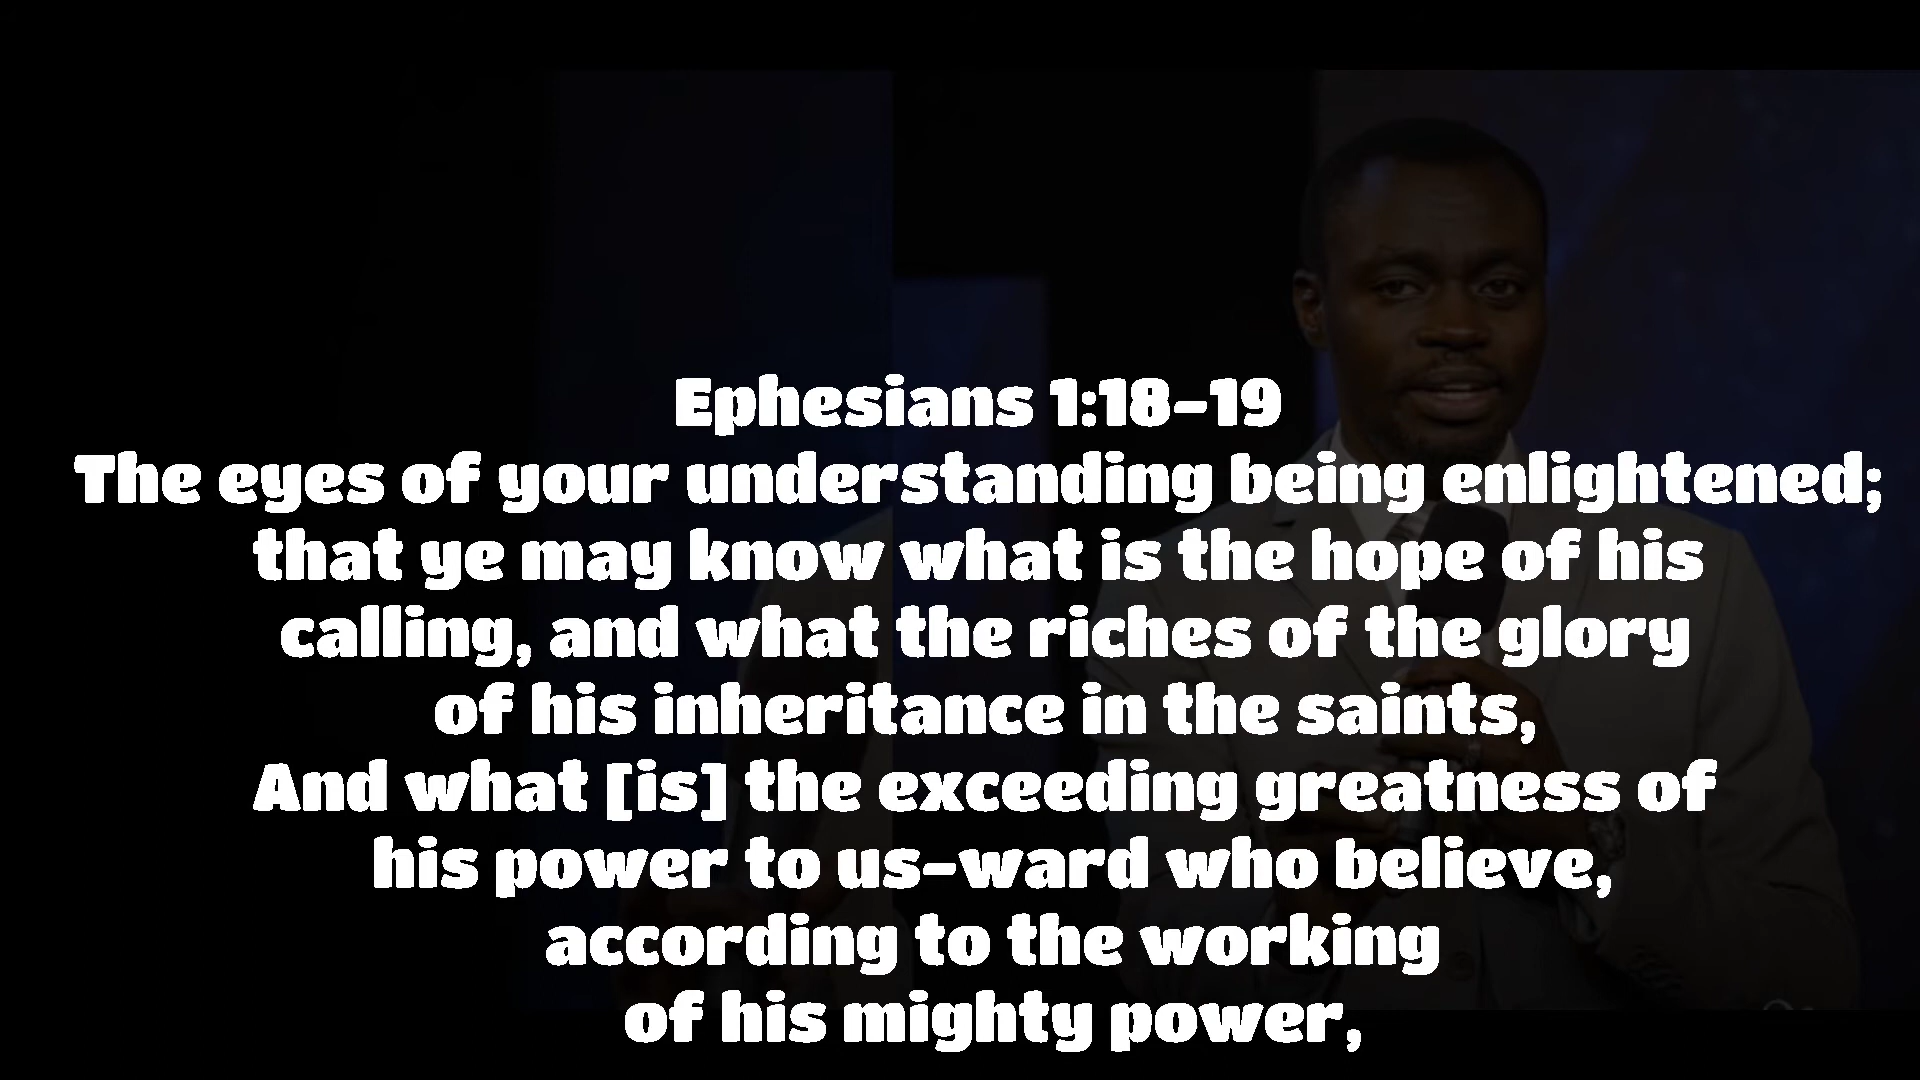 Ephesians 1:18-19
The eyes of your understanding being enlightened;
that ye may know what is the hope of his
calling, and what the riches of the glory
of his inheritance in the saints,
And what [is] the exceeding greatness of
his power to us-ward who believe,
according to the working
of his mighty power,